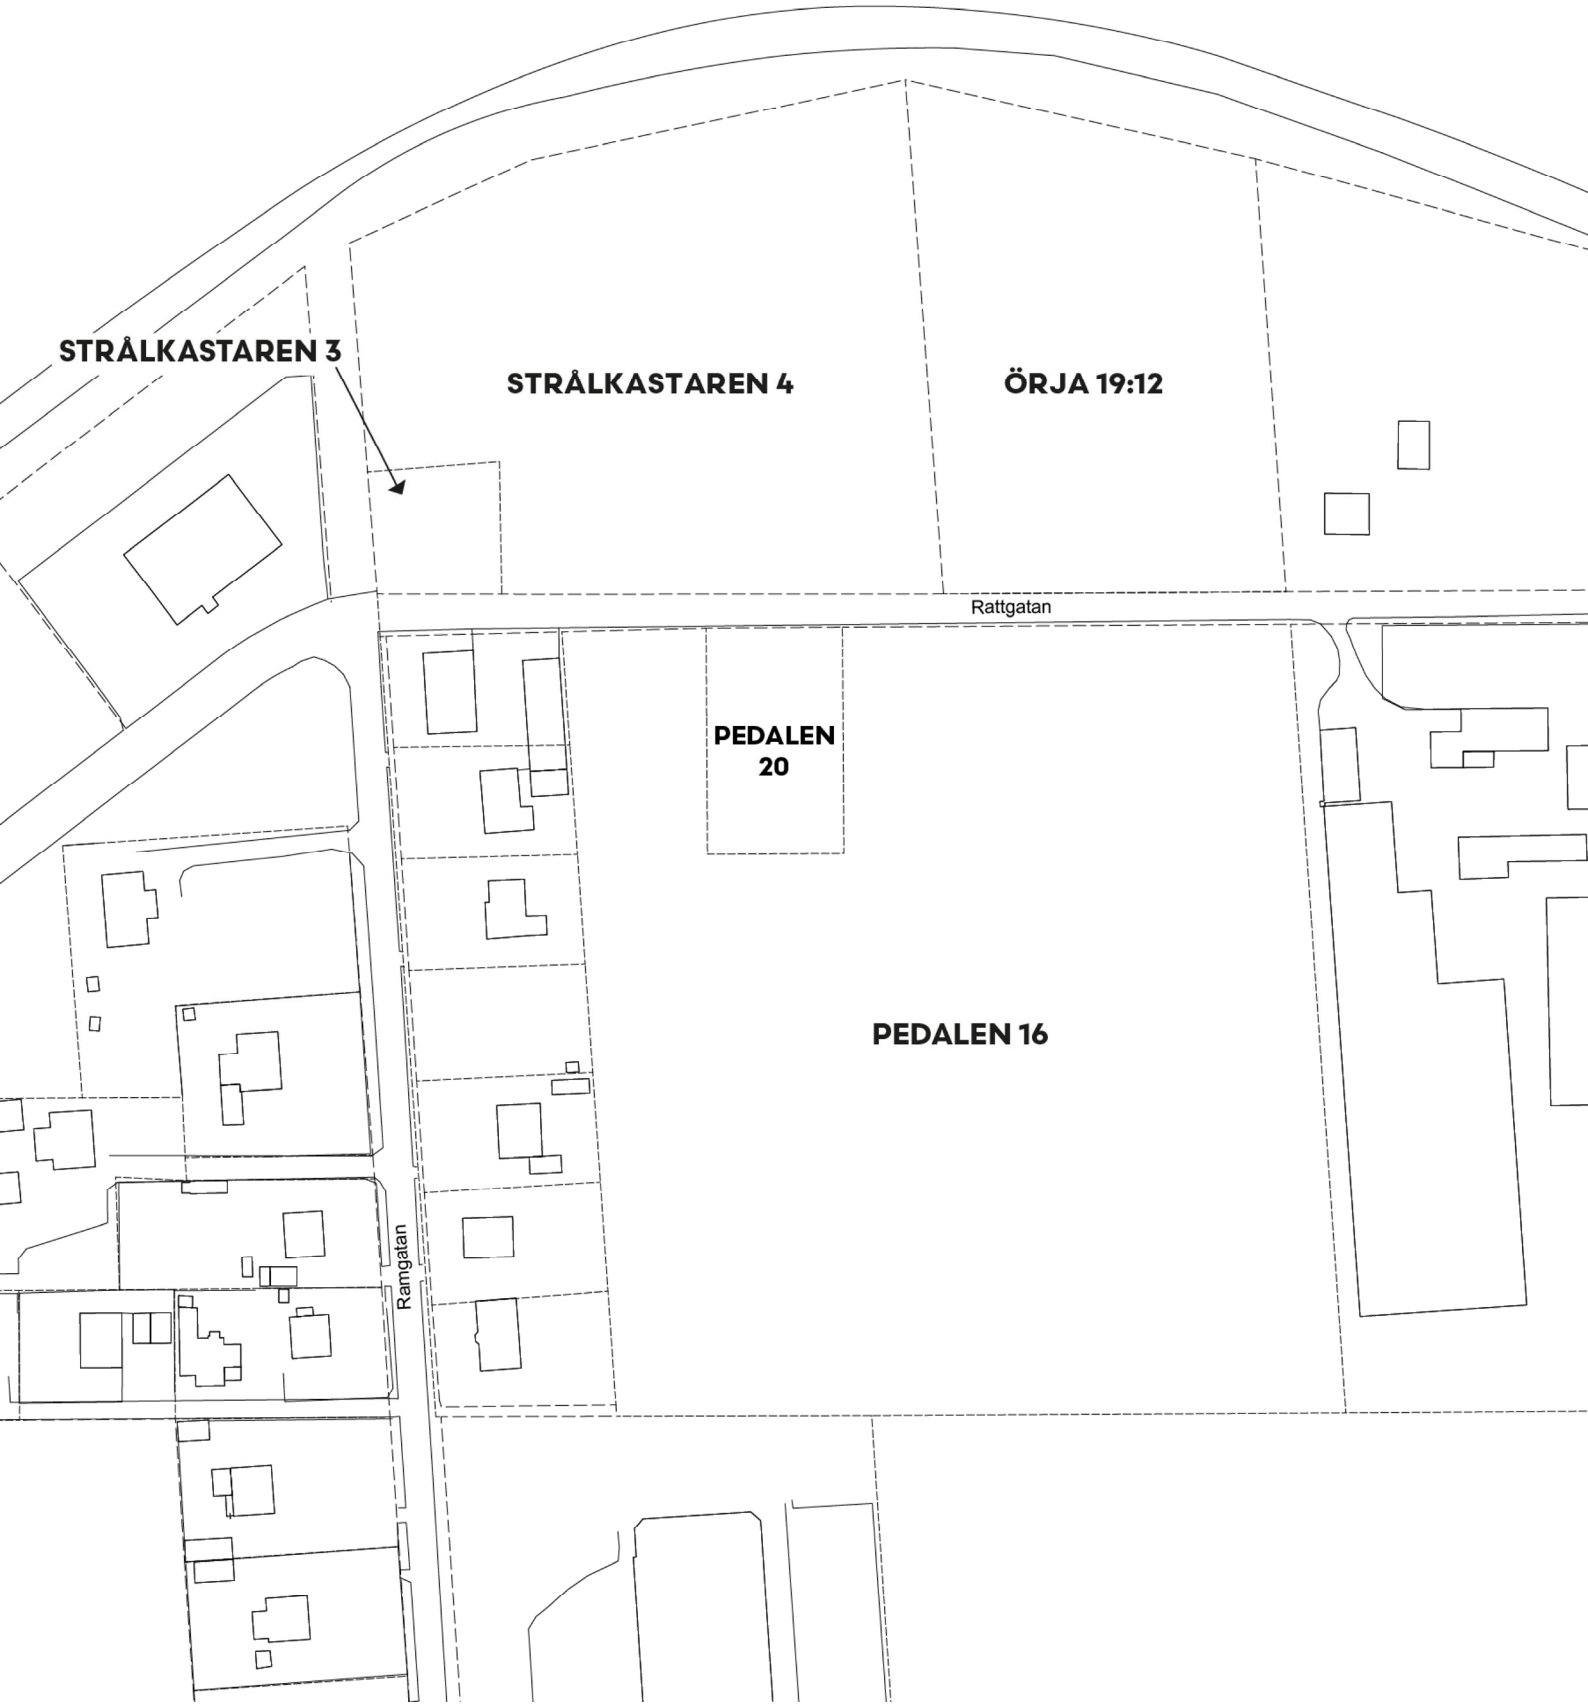 STRÅLKASTAREN 3
STRÅLKASTAREN 4
ÖRJA 19:12
Rattgatan
PEDALEN
20
PEDALEN 16
Ramgatan